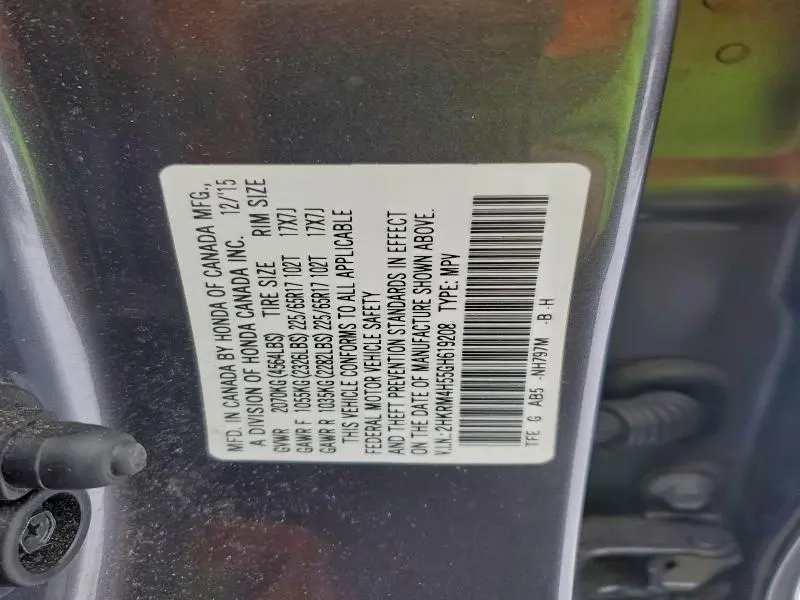 MFD. IN CANADA BY HONDA OF CANADA MFG.,
A DIVISION OF HONDA CANADA INC. 12/'15
GVWR 2070KG(4564LBS) TIRE SIZE RIM SIZE
GAWR F 1055KG(2326LBS)225/65R17 102T 17X7J
GAWR R 1035KG(2282LBS)225/65R17 102T 17X7J
THIS VEHICLE CONFORMS TO ALL APPLICABLE
FEDERAL MOTOR VEHICLE SAFETY
AND THEFT PREVENTION STANDARDS IN EFFECT
ON THE DATE OF MANUFACTURE SHOWN ABOVE.
V.I.N.: 2HKRM4H55GH619208 TYPE: MPV
TFE G AB5 -NH797M -B -H